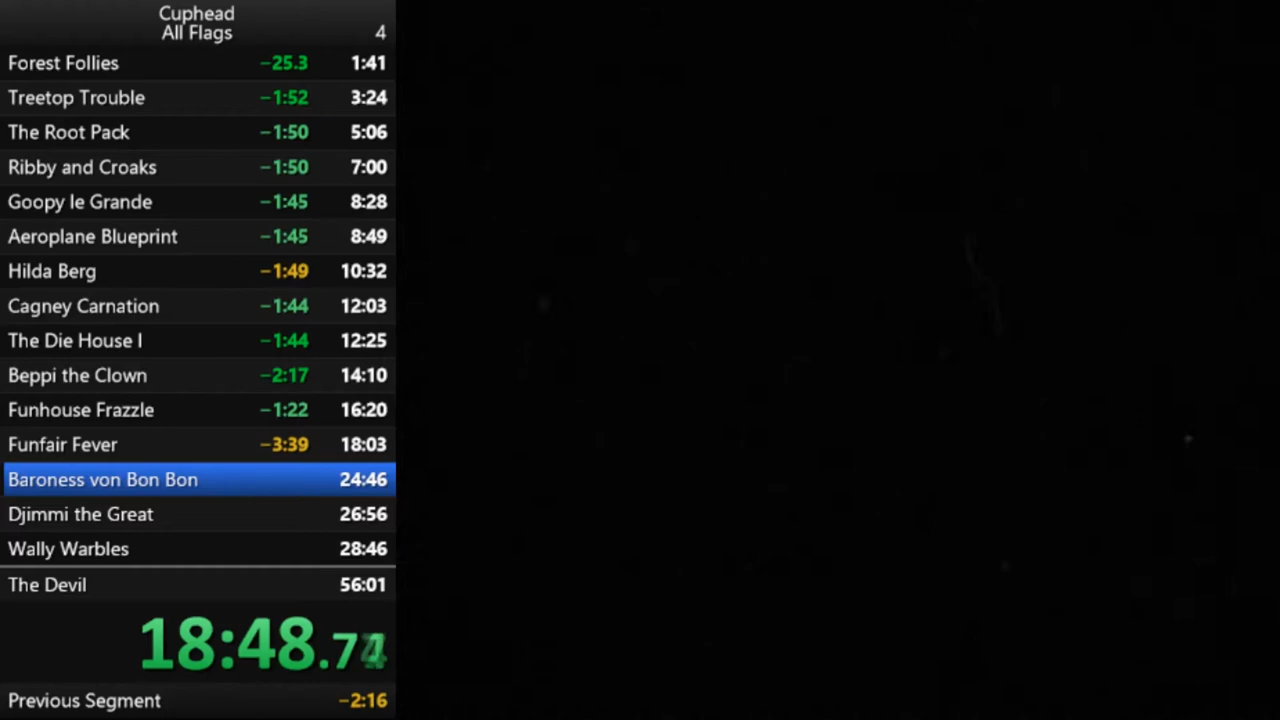 Cuphead
All Flags 4
Forest Follies −25.3 1:41
Treetop Trouble −1:52 3:24
The Root Pack −1:50 5:06
Ribby and Croaks −1:50 7:00
Goopy le Grande −1:45 8:28
Aeroplane Blueprint −1:45 8:49
Hilda Berg −1:49 10:32
Cagney Carnation −1:44 12:03
The Die House I −1:44 12:25
Beppi the Clown −2:17 14:10
Funhouse Frazzle −1:22 16:20
Funfair Fever −3:39 18:03
Baroness von Bon Bon 24:46
Djimmi the Great 26:56
Wally Warbles 28:46
The Devil 56:01
18:48.74
Previous Segment −2:16